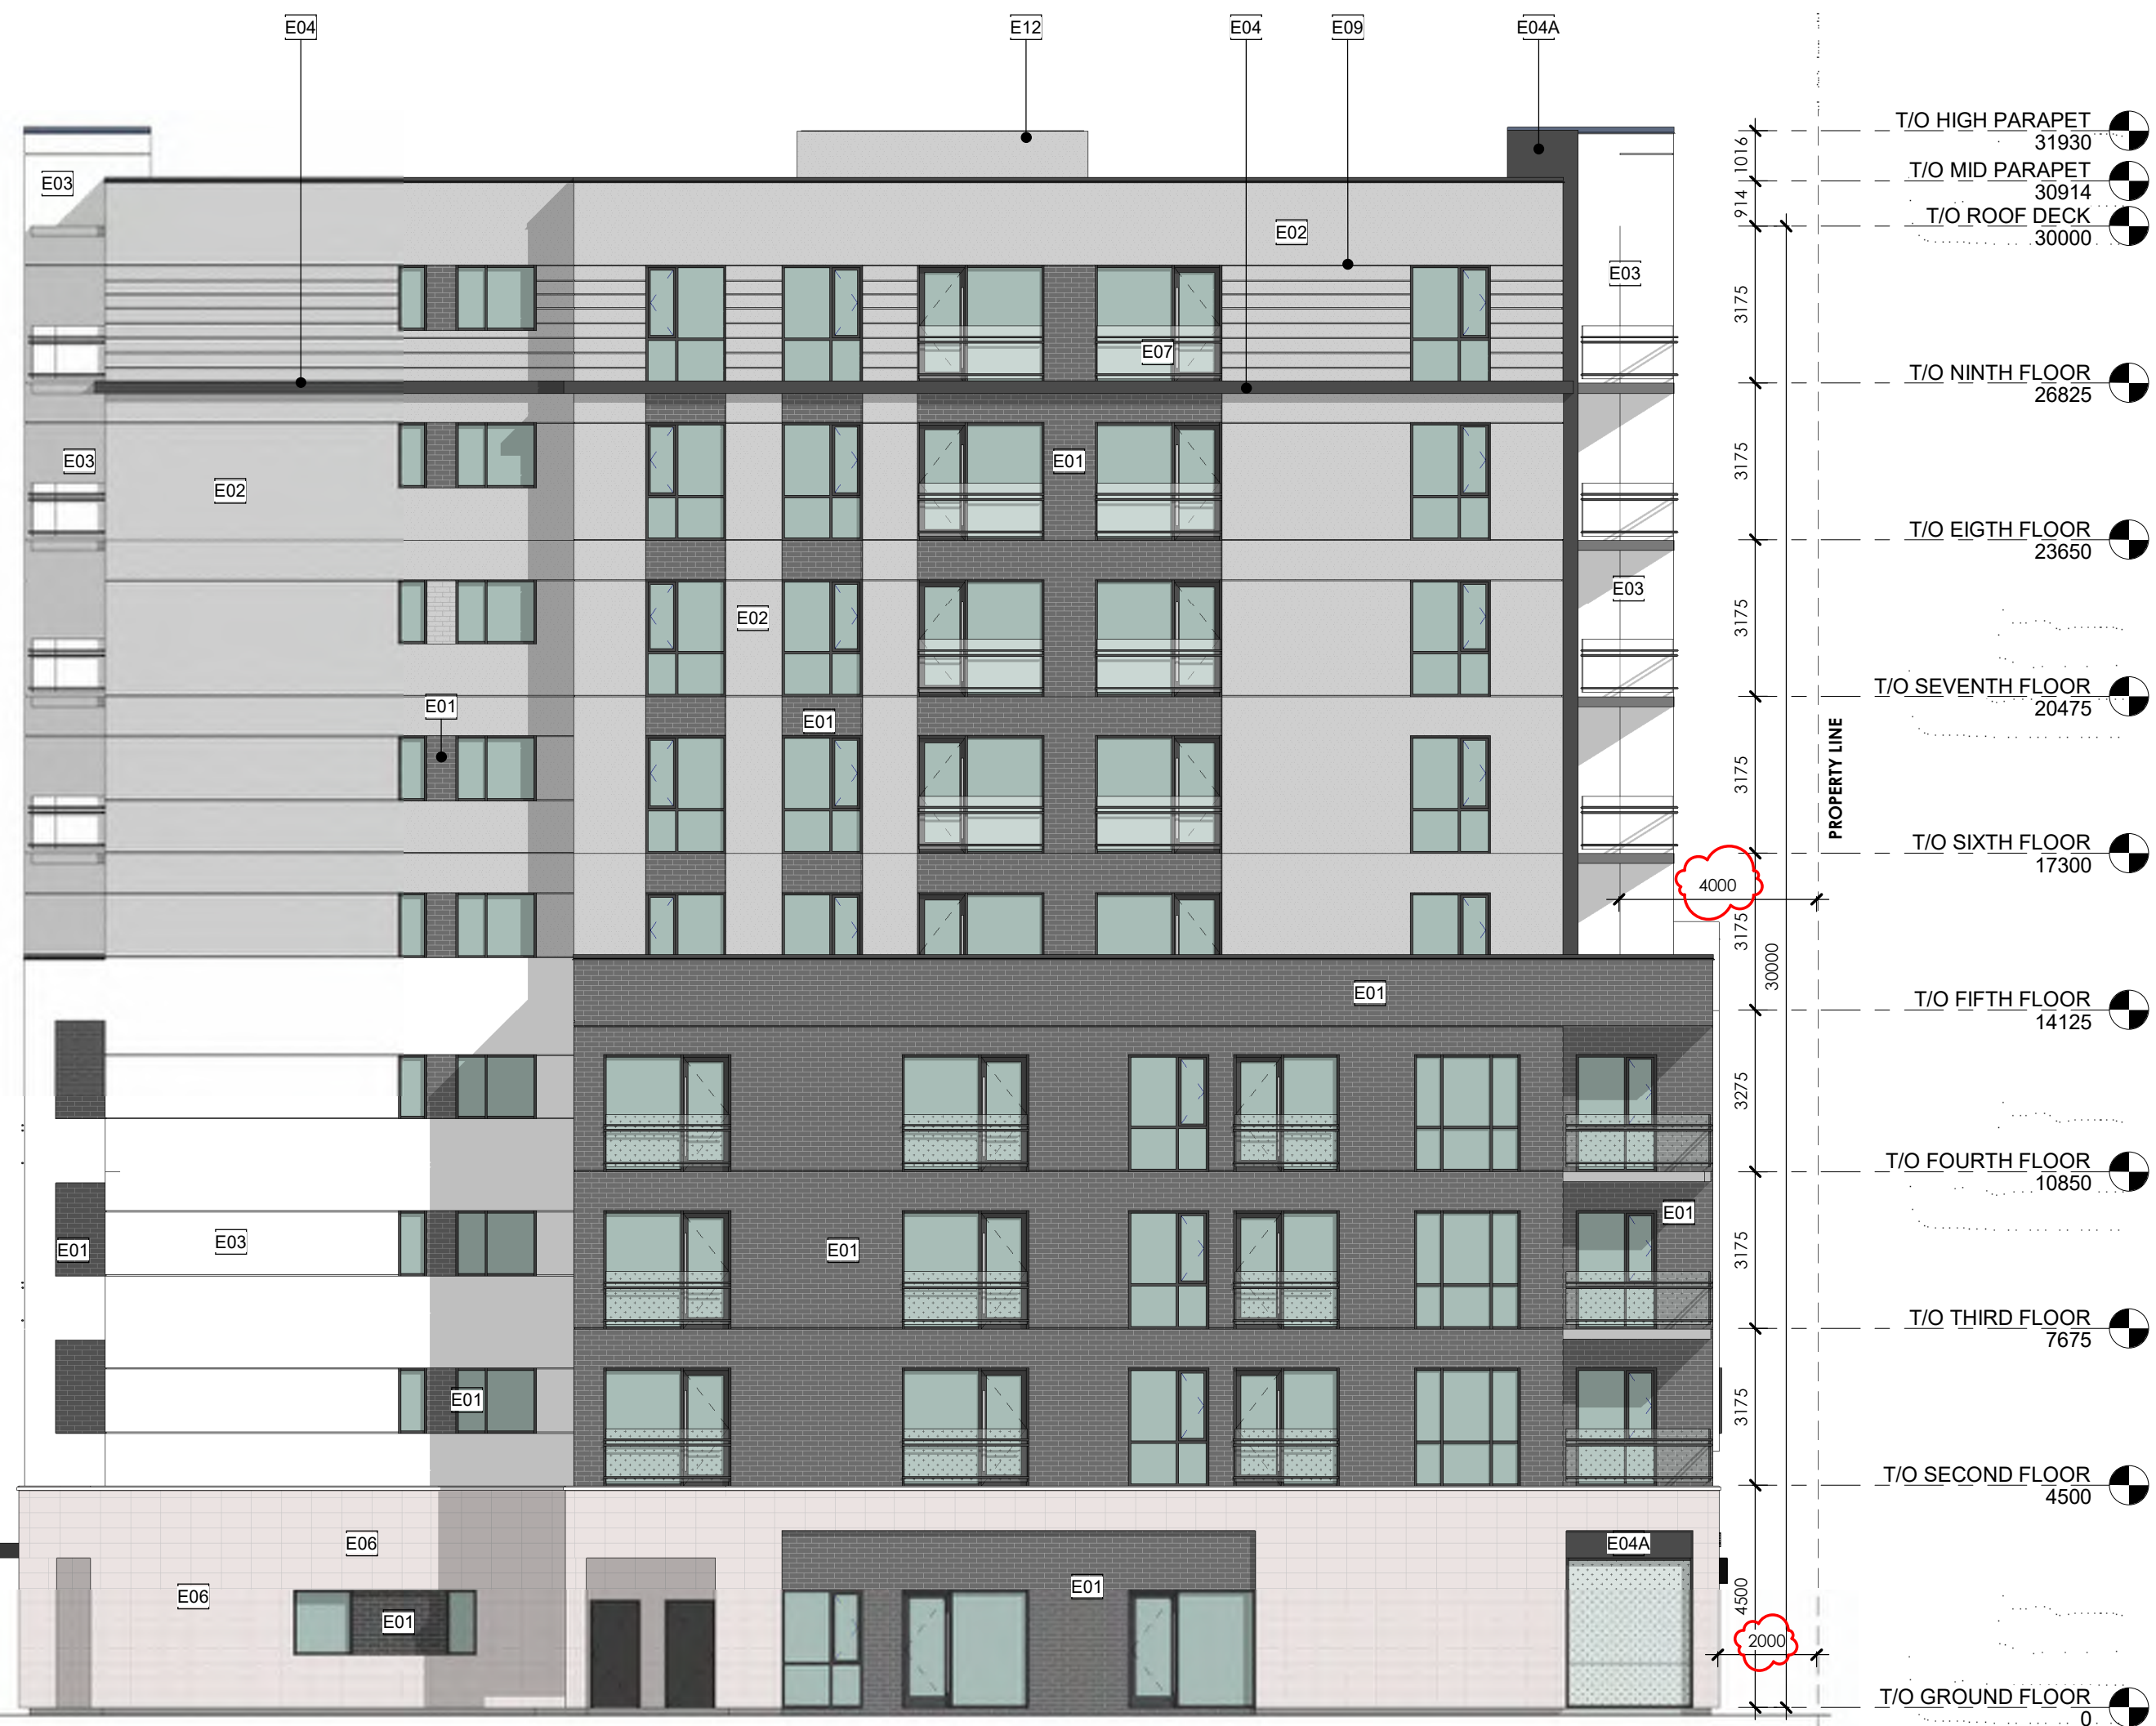 E04
E12
E04
E09
E04A
T/O HIGH PARAPET
31930
1016
T/O MID PARAPET
30914
E03
914
T/O ROOF DECK
30000
E02
E03
3175
E07
T/O NINTH FLOOR
26825
E03
E02
E01
3175
T/O EIGTH FLOOR
23650
E03
E02
3175
T/O SEVENTH FLOOR
20475
E01
E01
3175
PROPERTY LINE
T/O SIXTH FLOOR
17300
4000
3175
30000
E01
T/O FIFTH FLOOR
14125
3275
T/O FOURTH FLOOR
10850
E01
E03
E01
E01
3175
T/O THIRD FLOOR
7675
E01
3175
T/O SECOND FLOOR
4500
E06
E04A
E06
E01
E01
4500
2000
T/O GROUND FLOOR
0